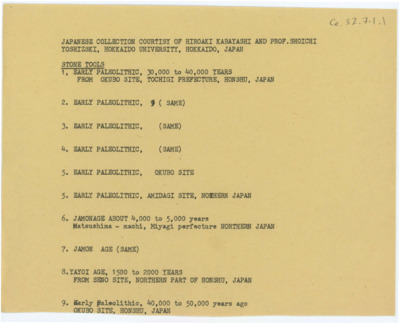 Ce 52.7.1.1
JAPANESE COLLECTION COURTISY OF HIROAKI KABAYASHI AND PROF.SHOICHI
YOSHIZSKI, HOKKAIDO UNIVERSITY, HOKKAIDO, JAPAN
STONE TOOLS
1, EARLY PALEOLITHIC, 30,000 to 40,000 YEARS
FROM OKUBO SITE, TOCHIGI PREFECTURE, HONSHU, JAPAN
2. EARLY PALEOLITHIC, ( SAME)
3. EARLY PALEOLITHIC, (SAME)
4. EARLY PALEOLITHIC, (SAME)
5. EARLY PALEOLITHIC, OKUBO SITE
5. EARLY PALEOLITHIC, AMIDAGI SITE, NORHERN JAPAN
6. JAMONAGE ABOUT 4,000 to 5,000 years
Matsushima - machi, Miyagi perfecture NORTHERN JAPAN
7. JAMON AGE (SAME)
8.YAYOI AGE, 1500 to 2000 YEARS
FROM SENO SITE, NORTHERN PART OF HONSHU, JAPAN
9. Early Paleolithic, 40,000 to 50,000 years ago
OKUBO SITE, HONSHU, JAPAN